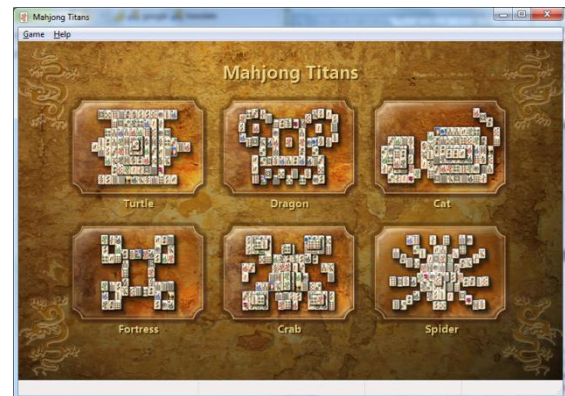 Mahjong Titans
Game Help
Mahjong Titans
Turtle Dragon Cat
Fortress Crab Spider